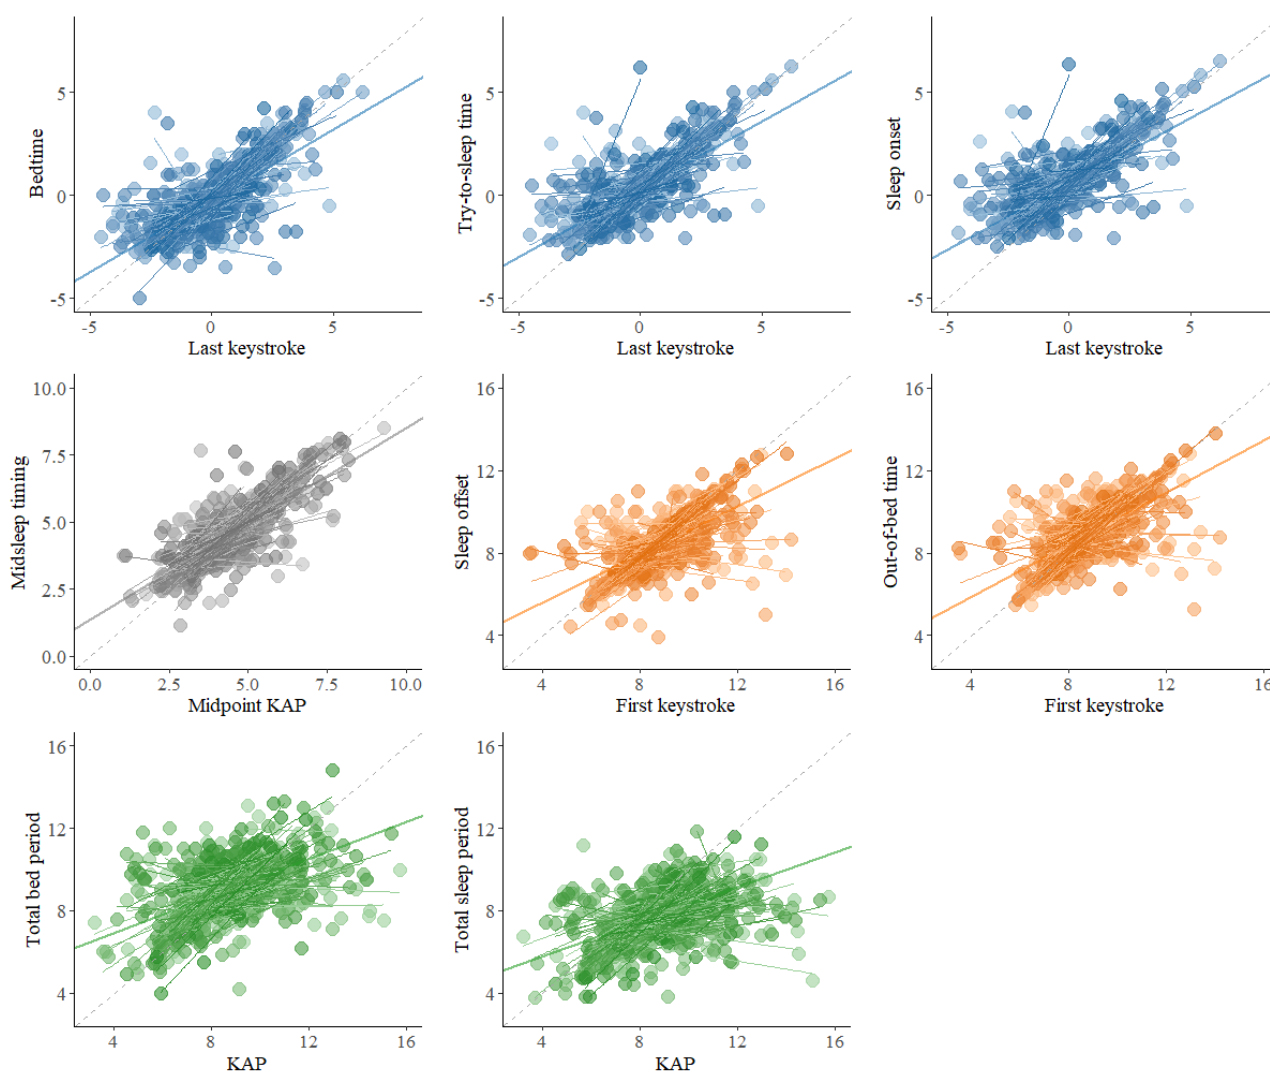 Bedtime
5
0
-5
-5 0 5
Last keystroke
Try-to-sleep time
5
0
-5
-5 0 5
Last keystroke
Sleep onset
5
0
-5
-5 0 5
Last keystroke
Midsleep timing
10.0
7.5
5.0
2.5
0.0
0.0 2.5 5.0 7.5 10.0
Midpoint KAP
Sleep offset
16
12
8
4
4 8 12 16
First keystroke
Out-of-bed time
16
12
8
4
4 8 12 16
First keystroke
Total bed period
16
12
8
4
4 8 12 16
KAP
Total sleep period
16
12
8
4
4 8 12 16
KAP